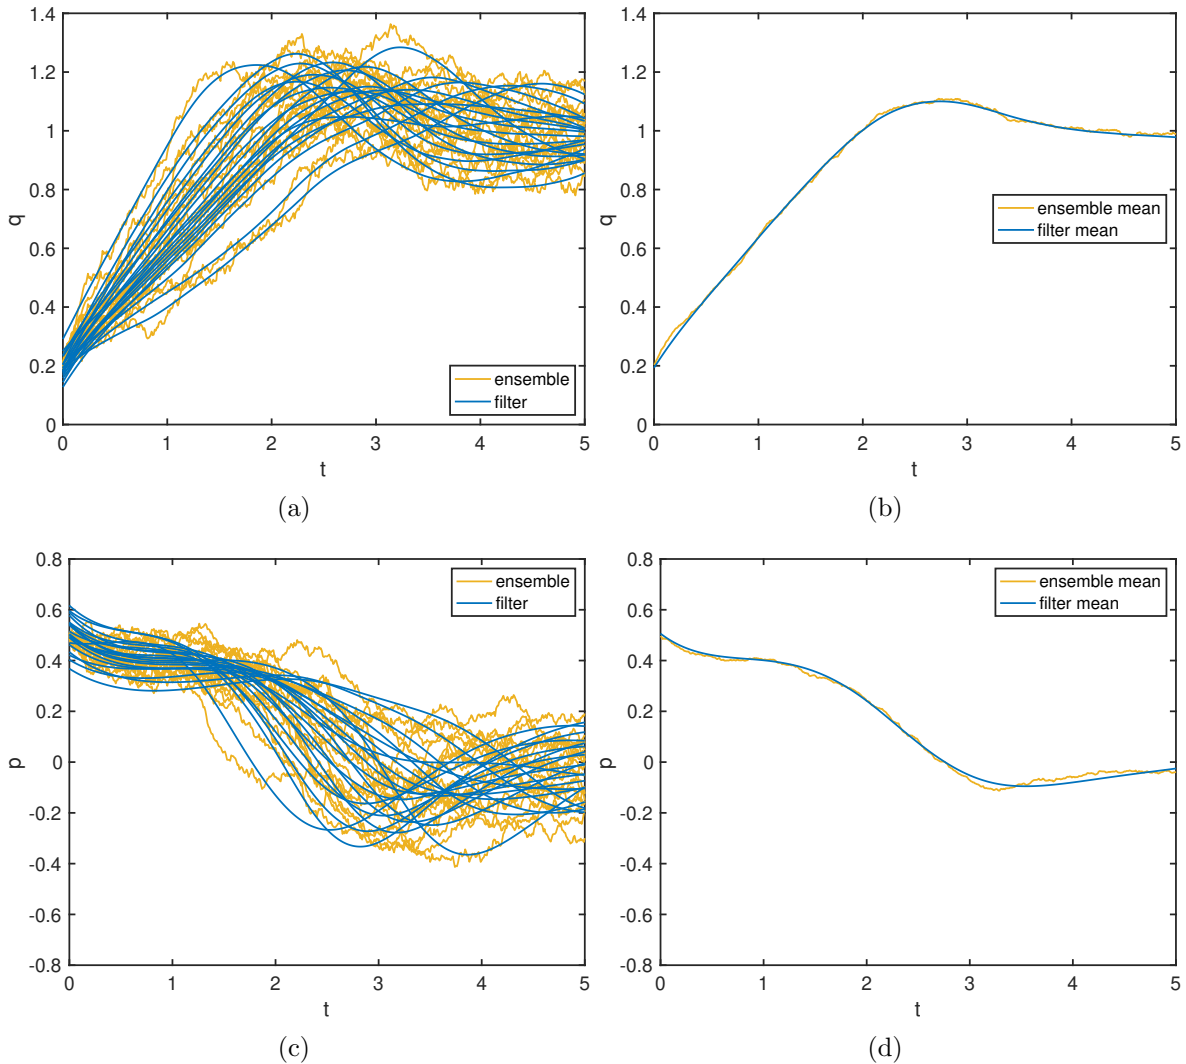 1.4
1.2
1
0.8
0.6
0.4
0.2
0
q
0 1 2 3 4 5
t
ensemble
filter
(a)
1.4
1.2
1
0.8
0.6
0.4
0.2
0
q
0 1 2 3 4 5
t
ensemble mean
filter mean
(b)
0.8
0.6
0.4
0.2
0
-0.2
-0.4
-0.6
-0.8
p
0 1 2 3 4 5
t
ensemble
filter
(c)
0.8
0.6
0.4
0.2
0
-0.2
-0.4
-0.6
-0.8
p
0 1 2 3 4 5
t
ensemble mean
filter mean
(d)